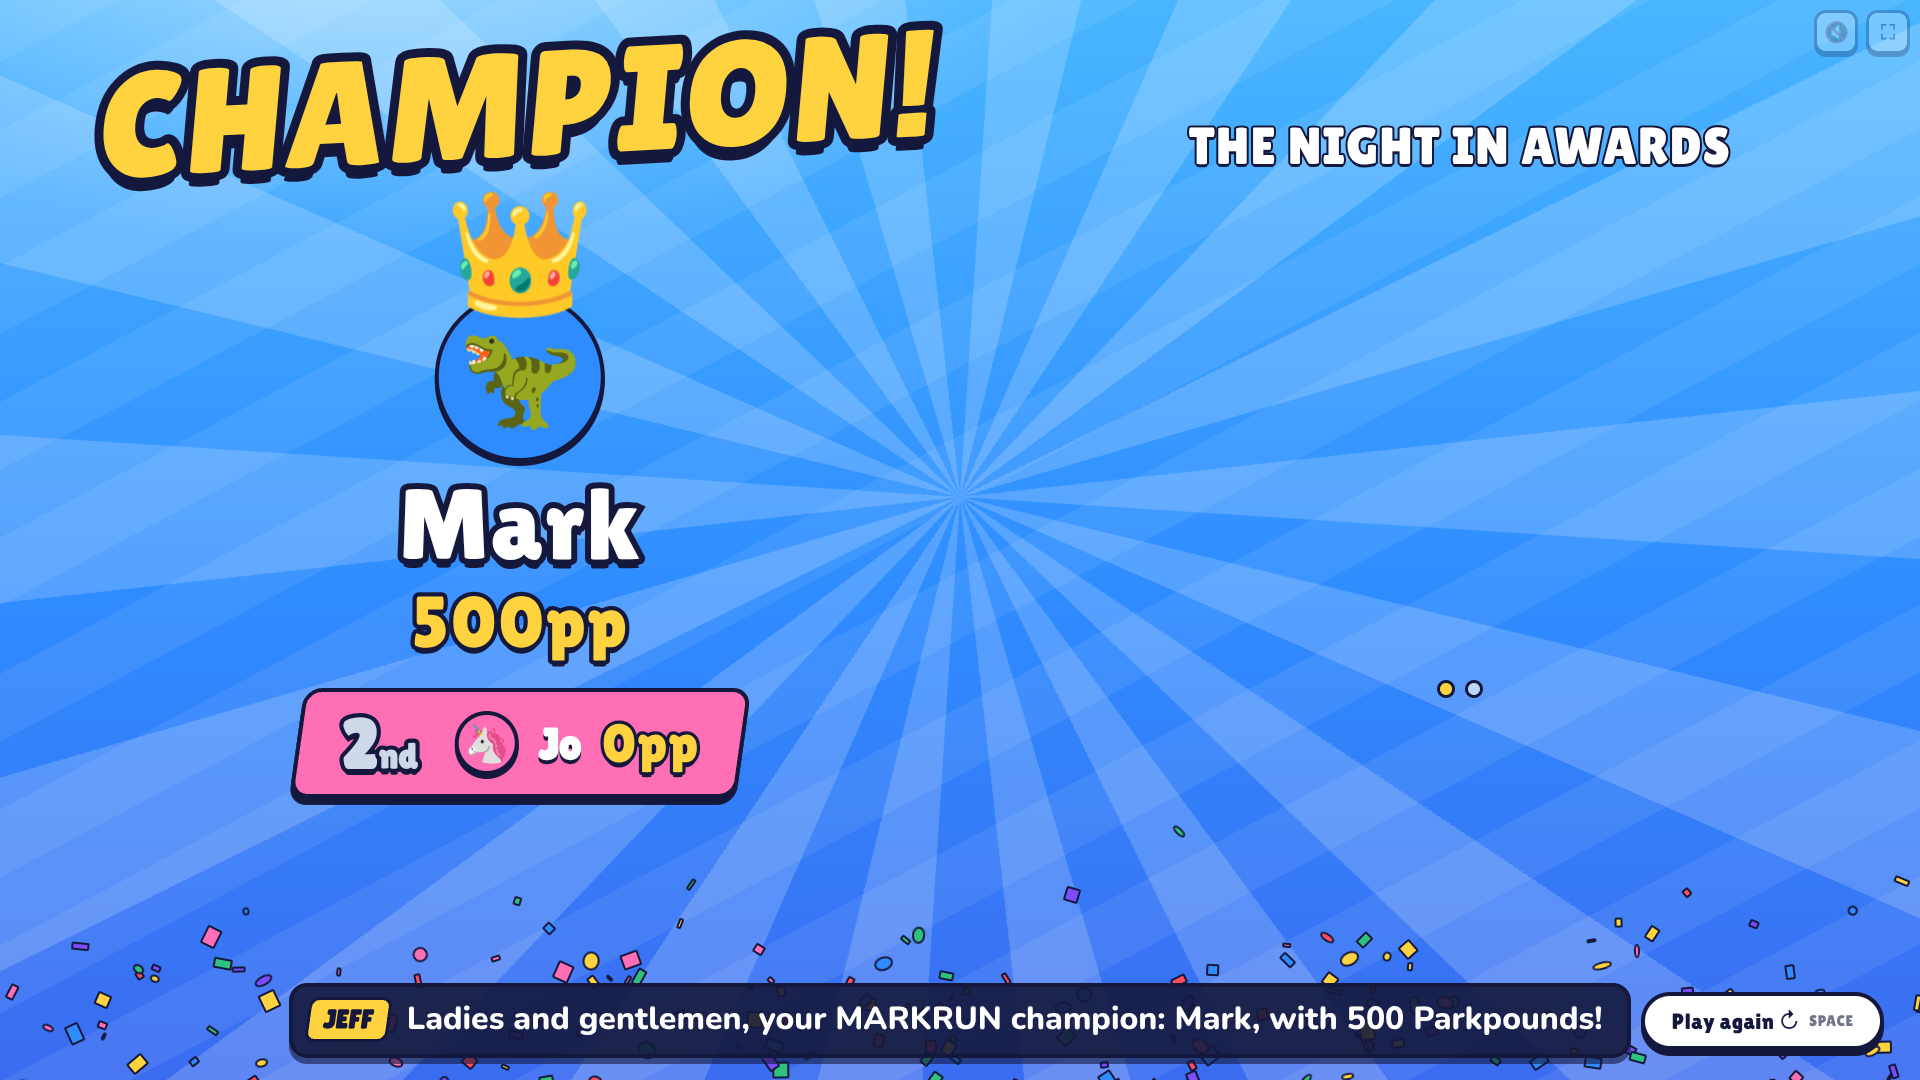 CHAMPION!
THE NIGHT IN AWARDS
Mark
500pp
2nd Jo 0pp
JEFF Ladies and gentlemen, your MARKRUN champion: Mark, with 500 Parkpounds!
Play again SPACE